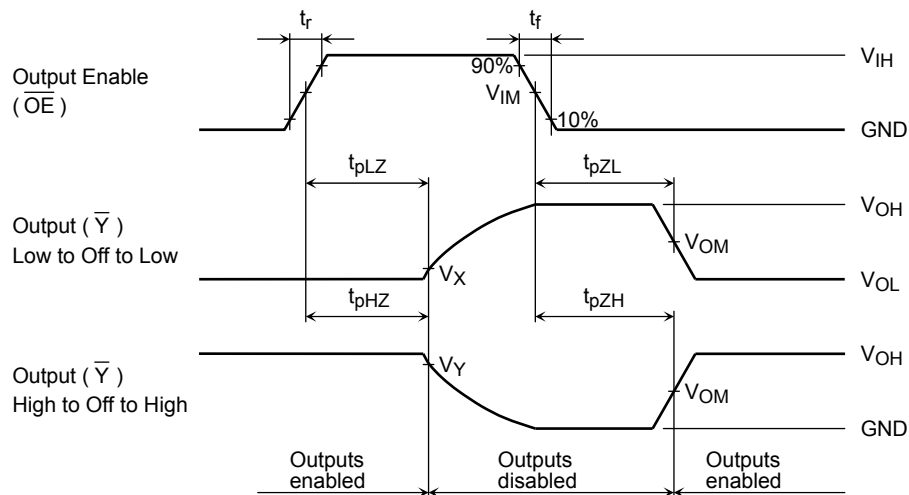 tr
tf
VIH
90%
Output Enable
( O̅E̅ )
VIM
10%
GND
tpLZ
tpZL
VOH
Output ( Y̅ )
VOM
Low to Off to Low
VX
VOL
tpHZ
tpZH
VOH
VY
Output ( Y̅ )
VOM
High to Off to High
GND
Outputs
enabled
Outputs
disabled
Outputs
enabled